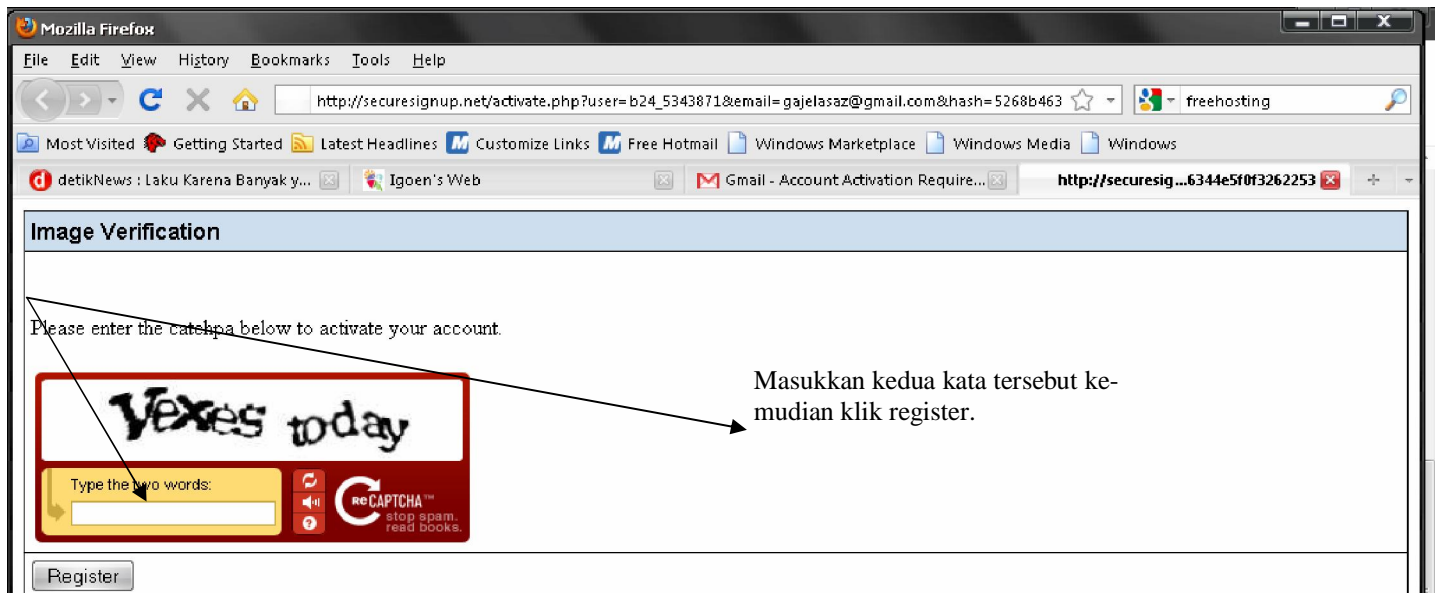 Mozilla Firefox
File Edit View History Bookmarks Tools Help
http://securesignup.net/activate.php?user=b24_5343871&email=gajelasaz@gmail.com&hash=5268b463 freehosting
Most Visited Getting Started Latest Headlines Customize Links Free Hotmail Windows Marketplace Windows Media Windows
detikNews : Laku Karena Banyak y... Igoen's Web Gmail - Account Activation Require... http://securesig...6344e5f0f3262253
Image Verification
Please enter the catehpa below to activate your account.
Masukkan kedua kata tersebut ke-
mudian klik register.
Vexes today
Type the two words:
ReCAPTCHA™
stop spam.
read books.
Register